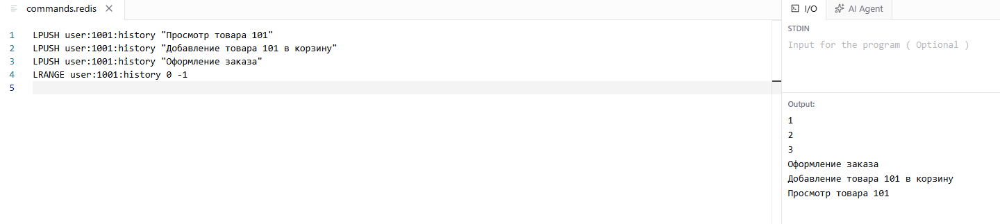 commands.redis
I/O
AI Agent
1 LPUSH user:1001:history "Просмотр товара 101"
2 LPUSH user:1001:history "Добавление товара 101 в корзину"
3 LPUSH user:1001:history "Оформление заказа"
4 LRANGE user:1001:history 0 -1
5
STDIN
Input for the program ( Optional )
Output:
1
2
3
Оформление заказа
Добавление товара 101 в корзину
Просмотр товара 101